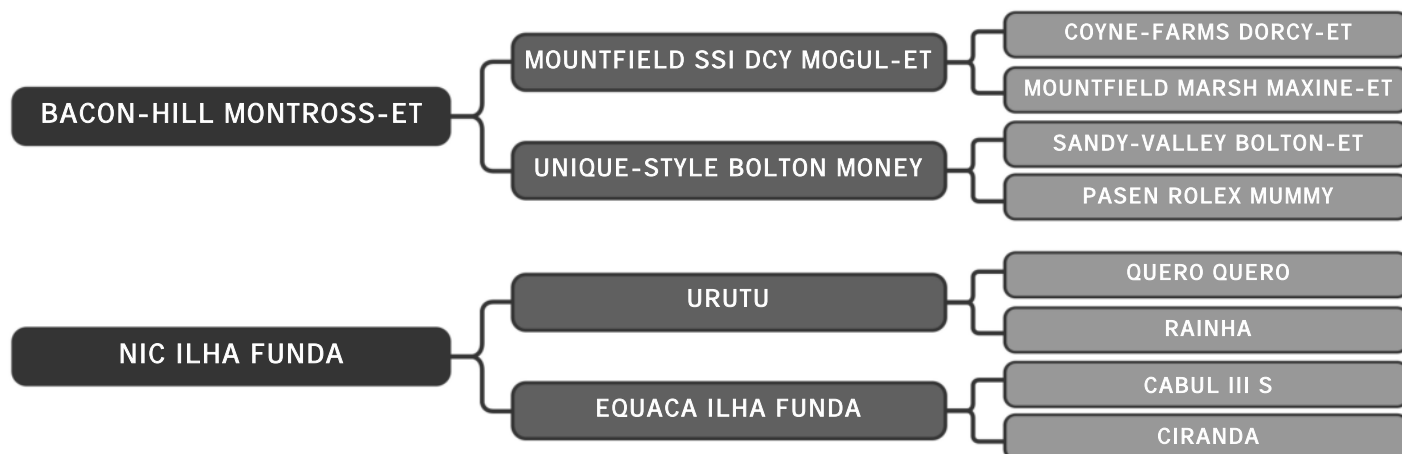 COYNE-FARMS DORCY-ET
MOUNTFIELD SSI DCY MOGUL-ET
MOUNTFIELD MARSH MAXINE-ET
BACON-HILL MONTROSS-ET
SANDY-VALLEY BOLTON-ET
UNIQUE-STYLE BOLTON MONEY
PASEN ROLEX MUMMY
QUERO QUERO
URUTU
RAINHA
NIC ILHA FUNDA
CABUL III S
EQUACA ILHA FUNDA
CIRANDA